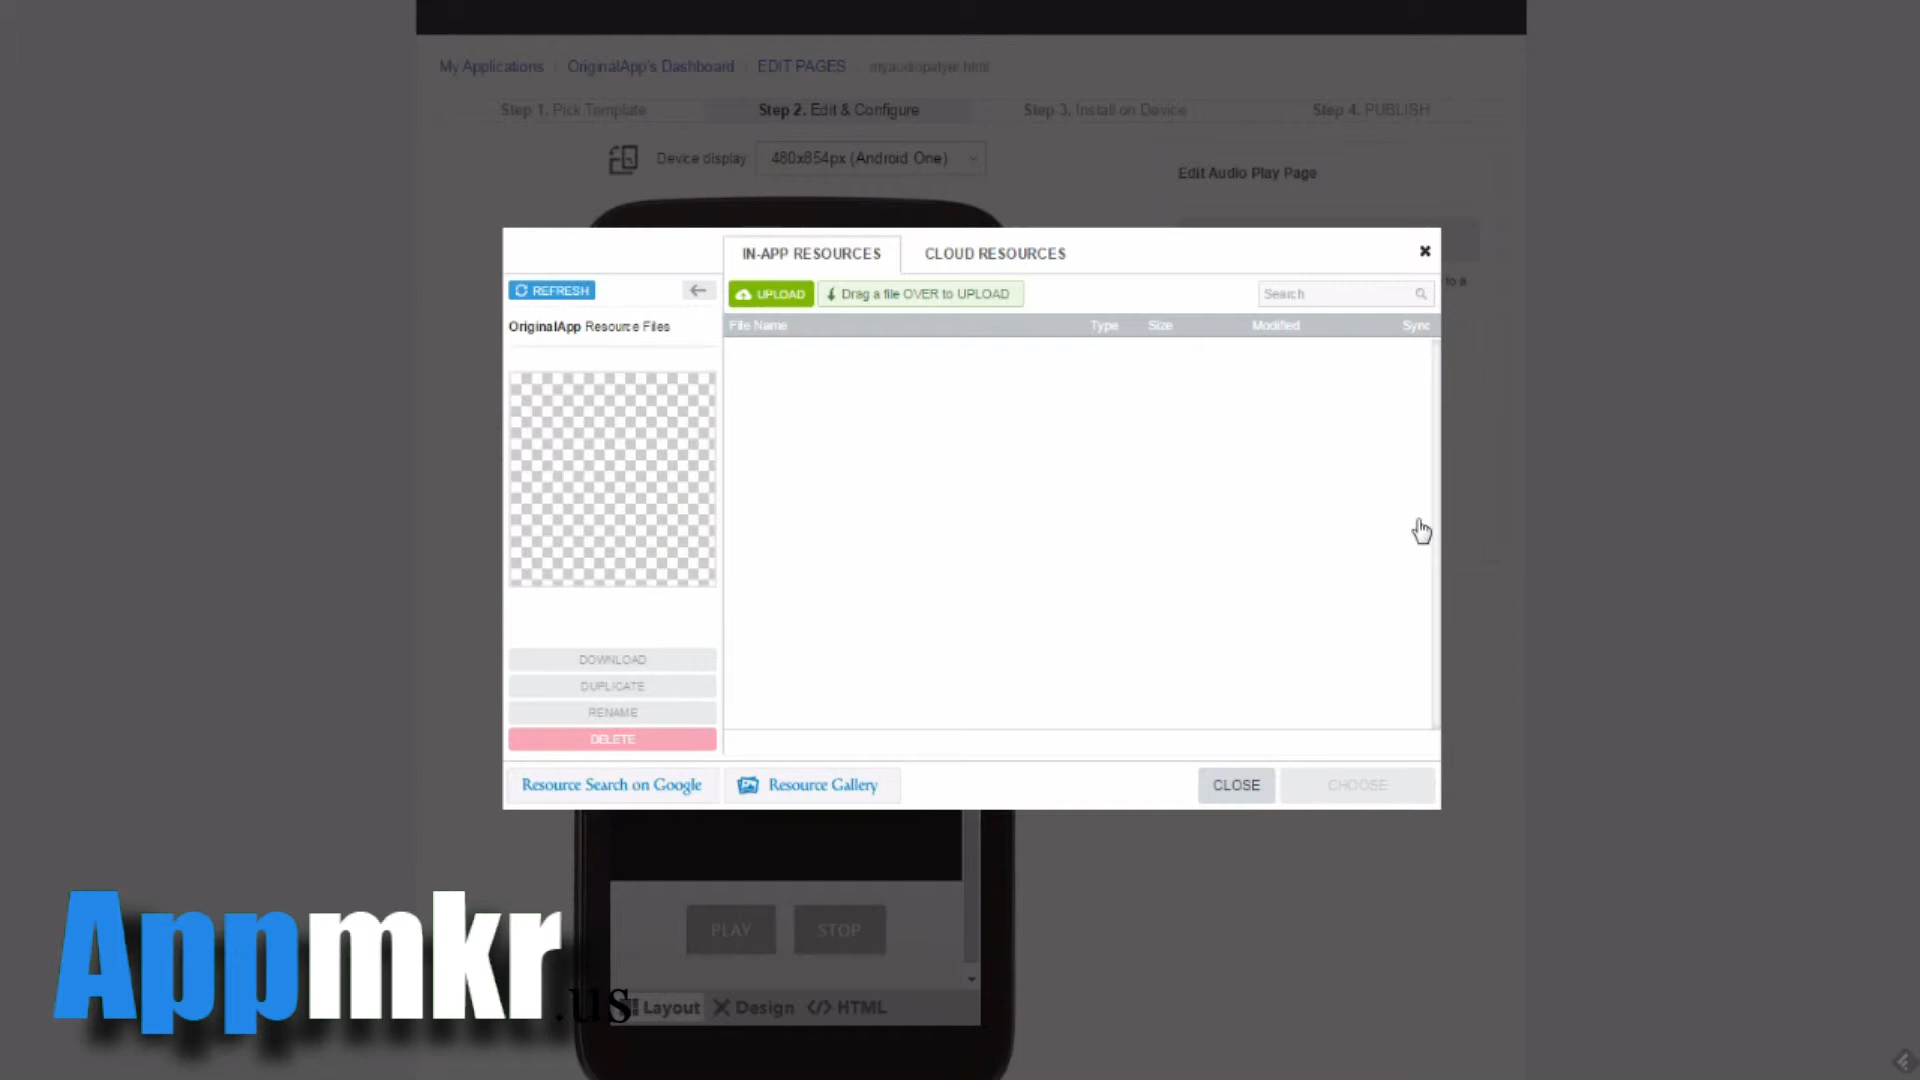 My Applications / OriginalApp's Dashboard / EDIT PAGES / myaudiopalyer.html
Step 1. Pick Template
Step 2. Edit & Configure
Step 3. Install on Device
Step 4. PUBLISH
Device display
480x854px (Android One)
Edit Audio Play Page
IN-APP RESOURCES
CLOUD RESOURCES
REFRESH
UPLOAD
Drag a file OVER to UPLOAD
Search
to a
OriginalApp Resource Files
File Name Type Size Modified Sync
DOWNLOAD
DUPLICATE
RENAME
DELETE
Resource Search on Google
Resource Gallery
CLOSE
CHOOSE
PLAY
STOP
Appmkr.us
Layout
Design
</> HTML